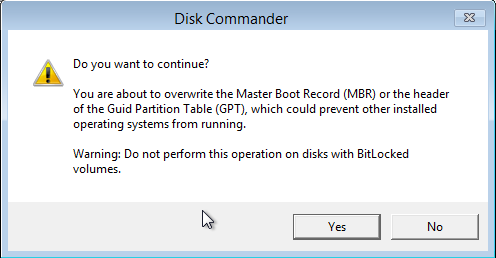 Disk Commander
Do you want to continue?
You are about to overwrite the Master Boot Record (MBR) or the header
of the Guid Partition Table (GPT), which could prevent other installed
operating systems from running.
Warning: Do not perform this operation on disks with BitLocked
volumes.
Yes
No